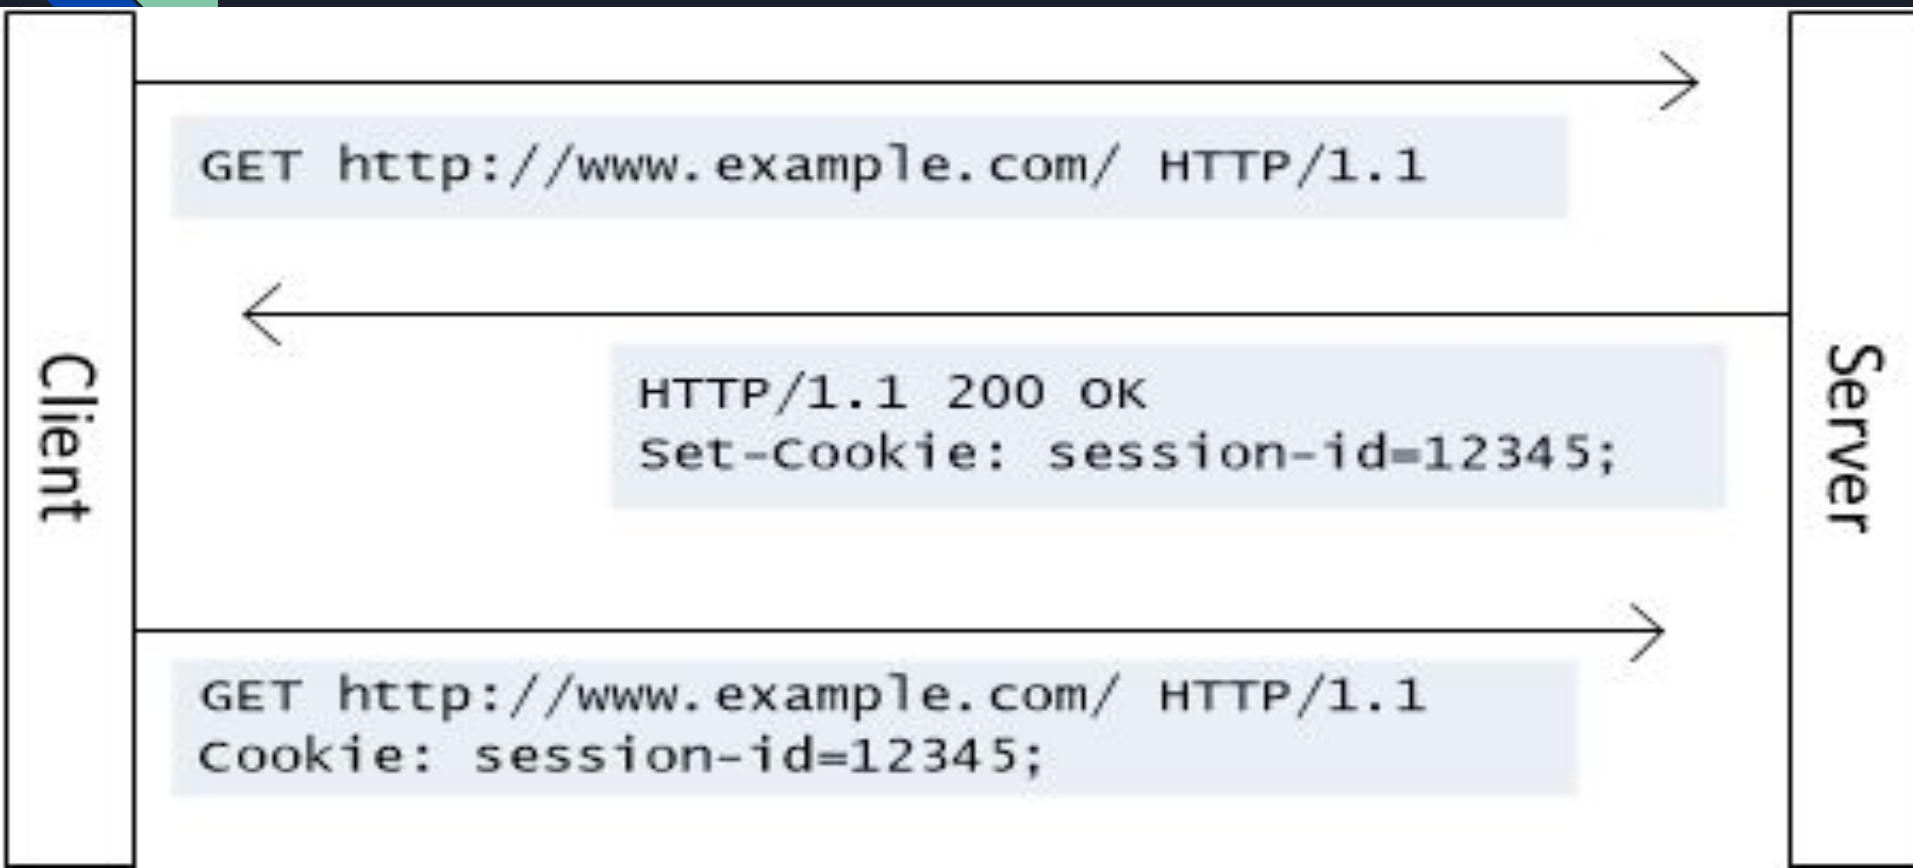 GET http://www.example.com/ HTTP/1.1
Client
HTTP/1.1 200 OK
Set-Cookie: session-id=12345;
Server
GET http://www.example.com/ HTTP/1.1
Cookie: session-id=12345;